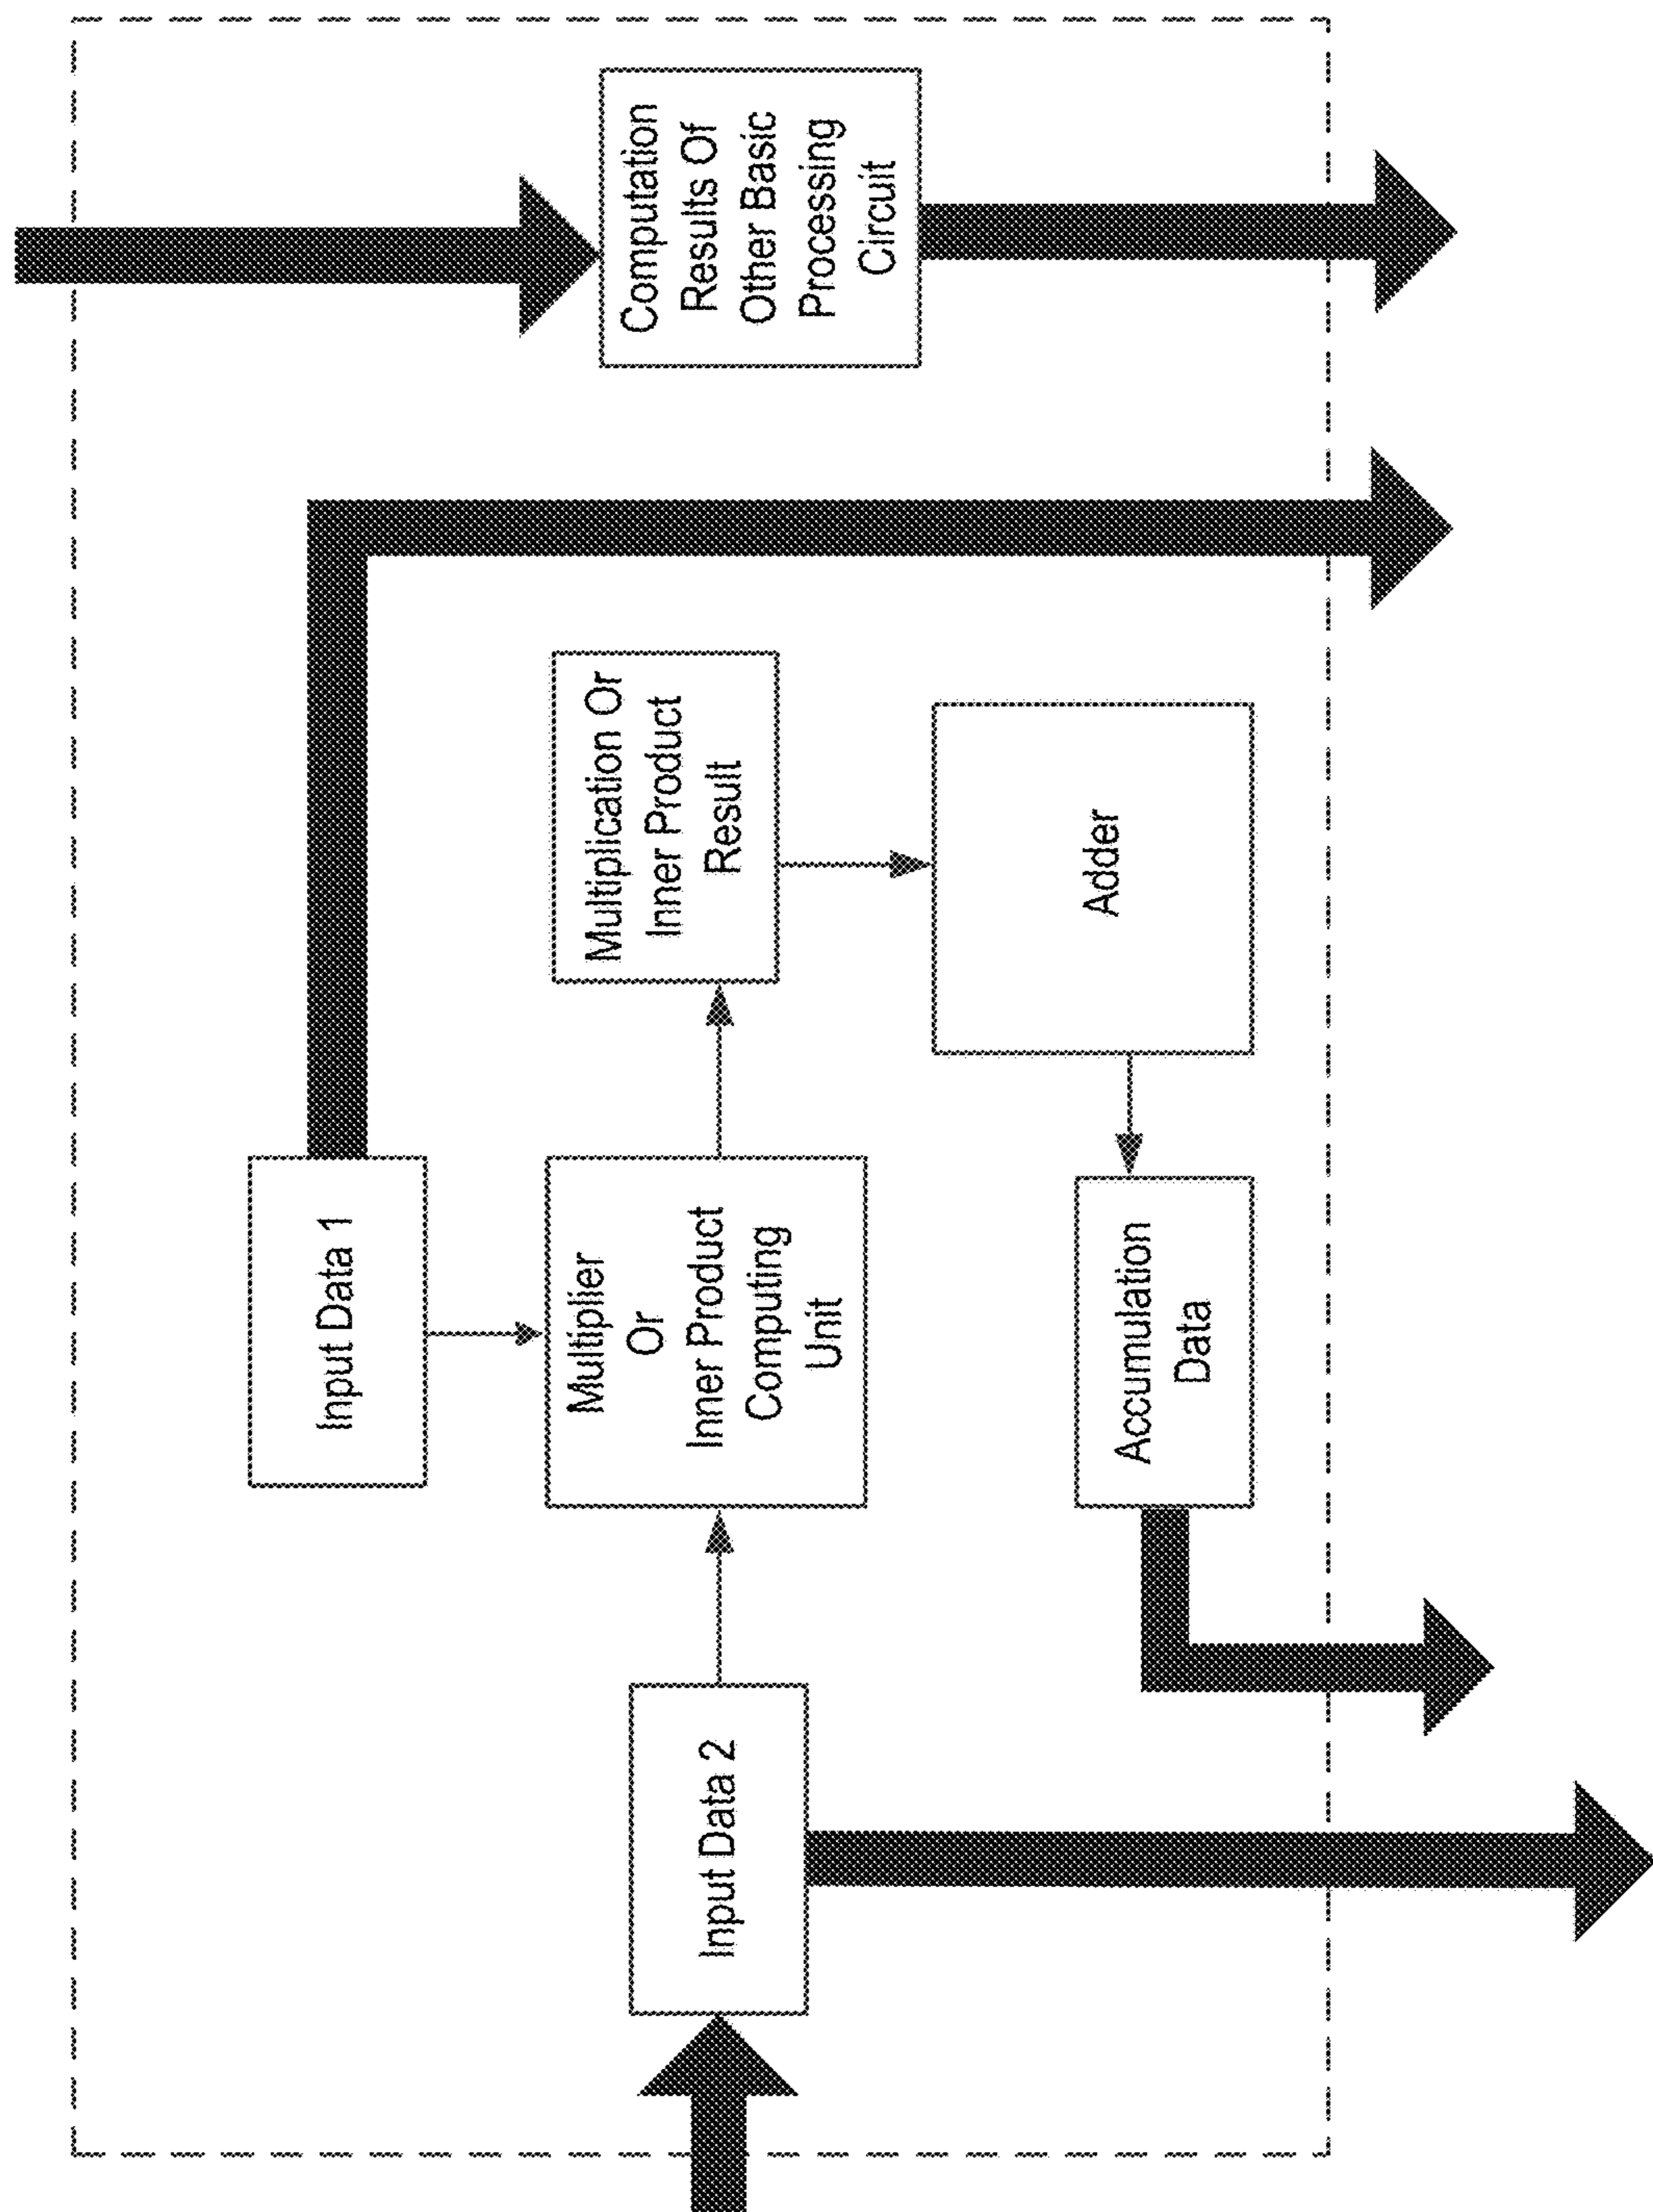 Input Data 1
Input Data 2
Multiplier
Or
Inner Product
Computing
Unit
Multiplication Or
Inner Product
Result
Computation
Results Of
Other Basic
Processing
Circuit
Adder
Accumulation
Data